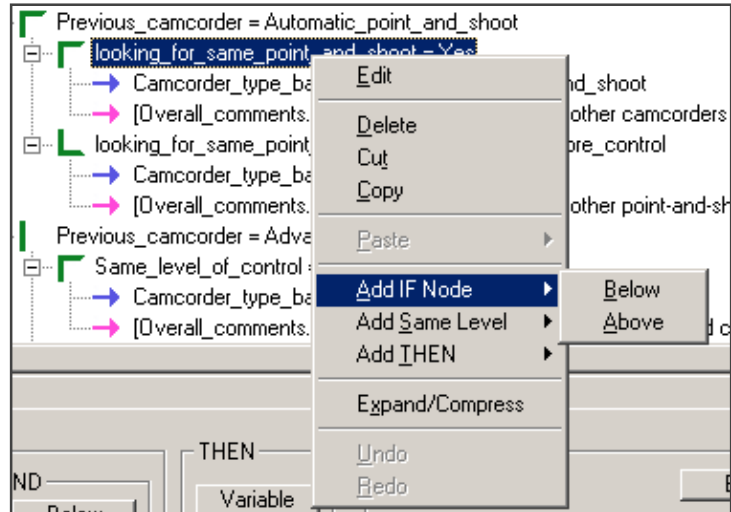 Previous_camcorder = Automatic_point_and_shoot
looking_for_same_point_and_shoot = Yes
Camcorder_type_ba nd_shoot
[Overall_comments. other camcorders
looking_for_same_point ore_control
Camcorder_type_ba
[Overall_comments. other point-and-sh
Previous_camcorder = Adva
Same_level_of_control =
Camcorder_type_ba
[Overall_comments. d c
Edit
Delete
Cut
Copy
Paste
Add IF Node
Add Same Level
Add THEN
Expand/Compress
Undo
Redo
Below
Above
THEN
ND
Below
Variable